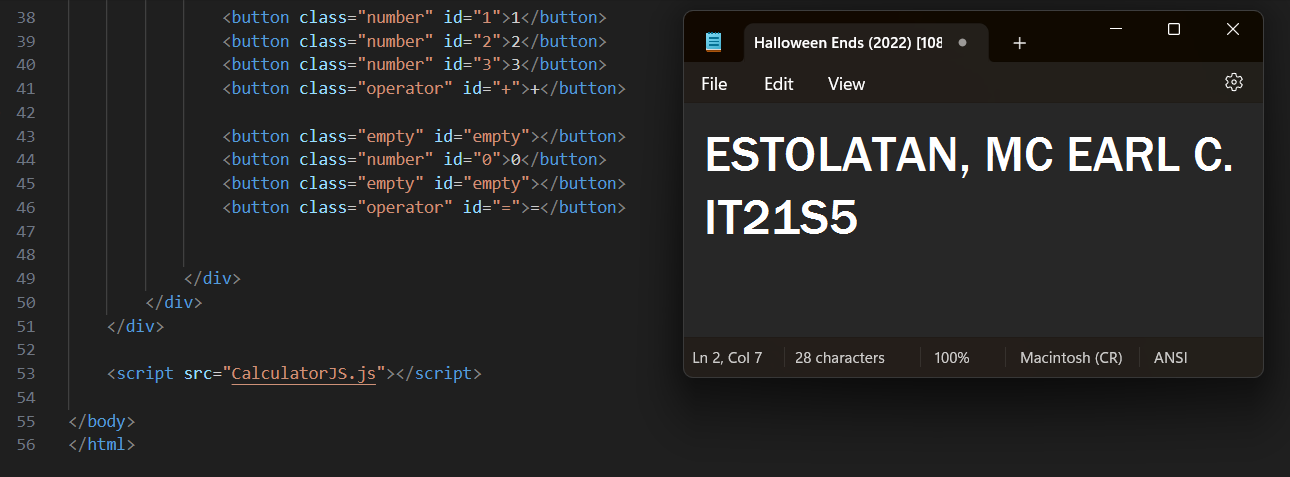 38 <button class="number" id="1">1</button>
39 <button class="number" id="2">2</button>
40 <button class="number" id="3">3</button>
41 <button class="operator" id="+">+</button>
42
43 <button class="empty" id="empty"></button>
44 <button class="number" id="0">0</button>
45 <button class="empty" id="empty"></button>
46 <button class="operator" id="=">=</button>
47
48
49 </div>
50 </div>
51 </div>
52
53 <script src="CalculatorJS.js"></script>
54
55 </body>
56 </html>
Halloween Ends (2022) [108
File Edit View
ESTOLATAN, MC EARL C.
IT21S5
Ln 2, Col 7 28 characters 100% Macintosh (CR) ANSI